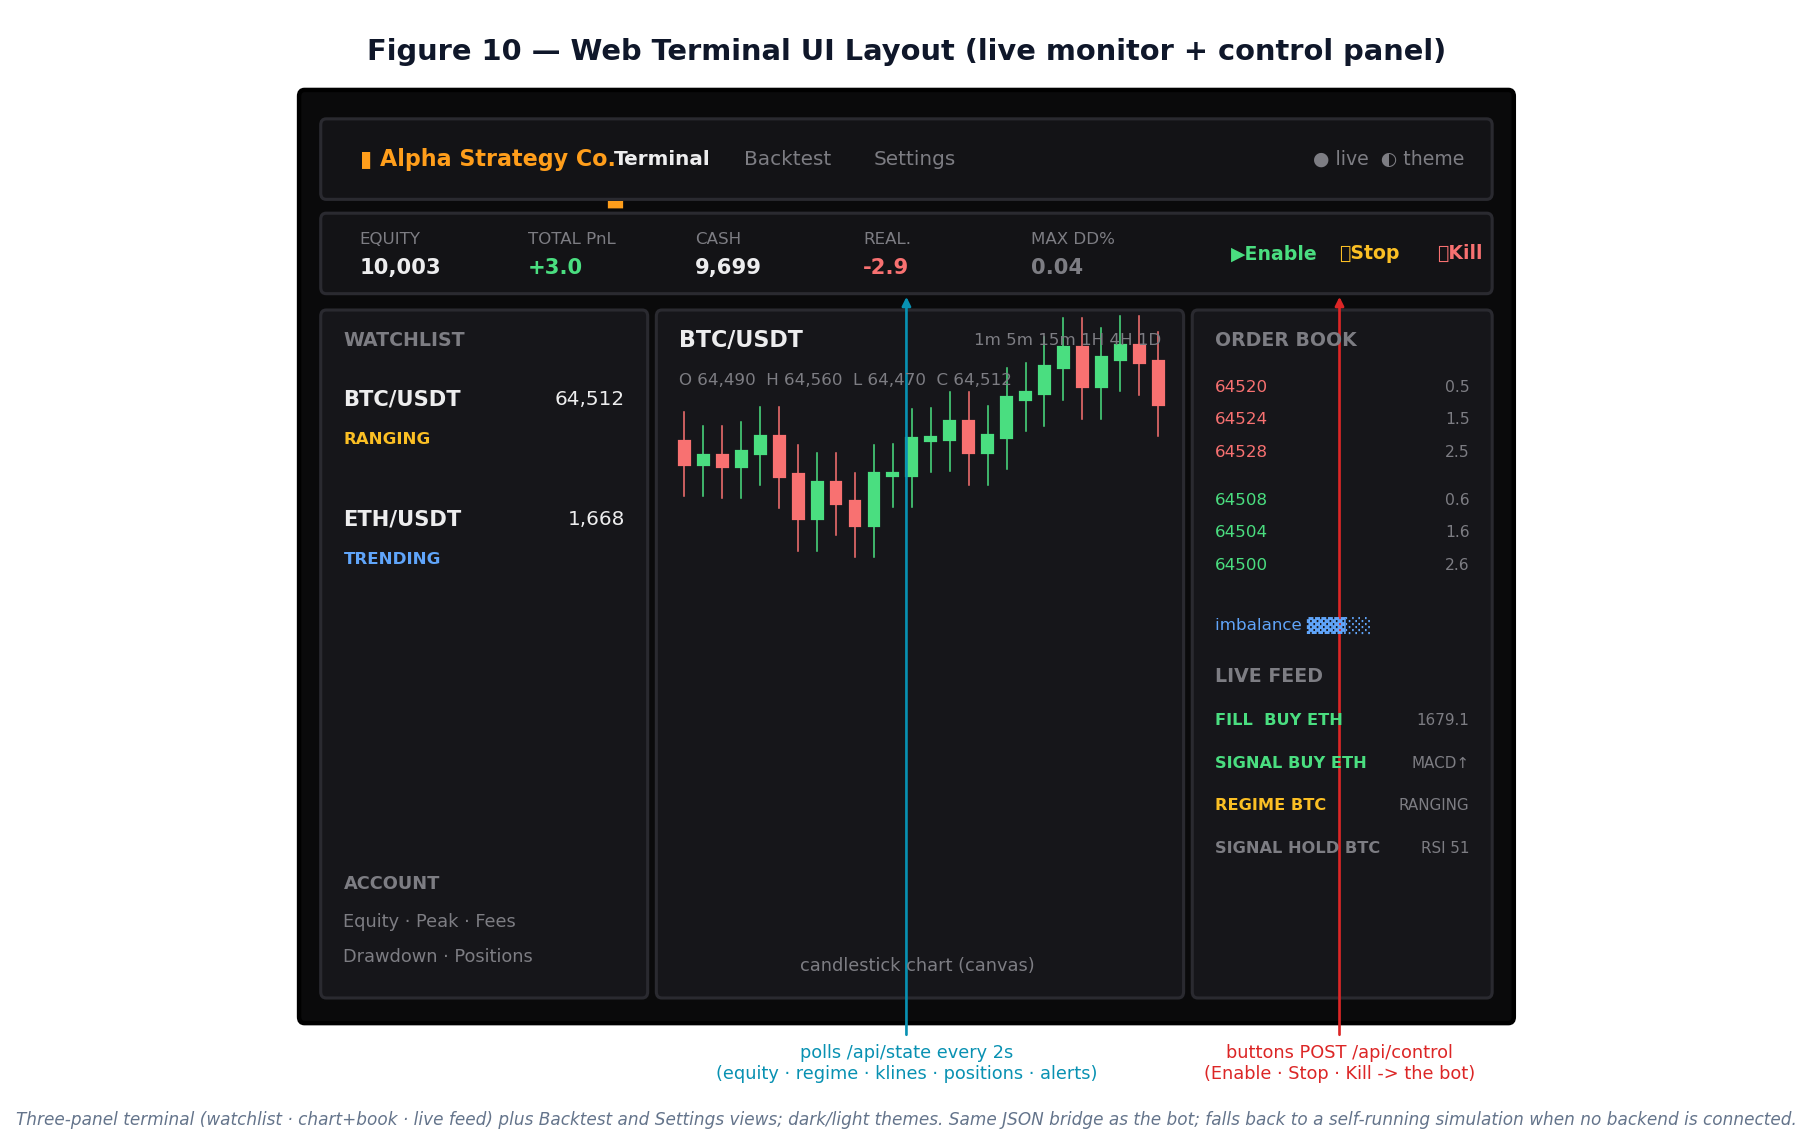 Figure 10 — Web Terminal UI Layout (live monitor + control panel)
▮ Alpha Strategy Co. Terminal Backtest Settings ● live ◐ theme
EQUITY TOTAL PnL CASH REAL. MAX DD%
10,003 +3.0 9,699 -2.9 0.04
▶Enable Stop Kill
WATCHLIST
BTC/USDT 64,512
RANGING
ETH/USDT 1,668
TRENDING
ACCOUNT
Equity · Peak · Fees
Drawdown · Positions
BTC/USDT 1m 5m 15m 1H 4H 1D
O 64,490 H 64,560 L 64,470 C 64,512
candlestick chart (canvas)
ORDER BOOK
64520 0.5
64524 1.5
64528 2.5
64508 0.6
64504 1.6
64500 2.6
imbalance ▓▓▓░░
LIVE FEED
FILL BUY ETH 1679.1
SIGNAL BUY ETH MACD↑
REGIME BTC RANGING
SIGNAL HOLD BTC RSI 51
polls /api/state every 2s
(equity · regime · klines · positions · alerts)
buttons POST /api/control
(Enable · Stop · Kill -> the bot)
Three-panel terminal (watchlist · chart+book · live feed) plus Backtest and Settings views; dark/light themes. Same JSON bridge as the bot; falls back to a self-running simulation when no backend is connected.